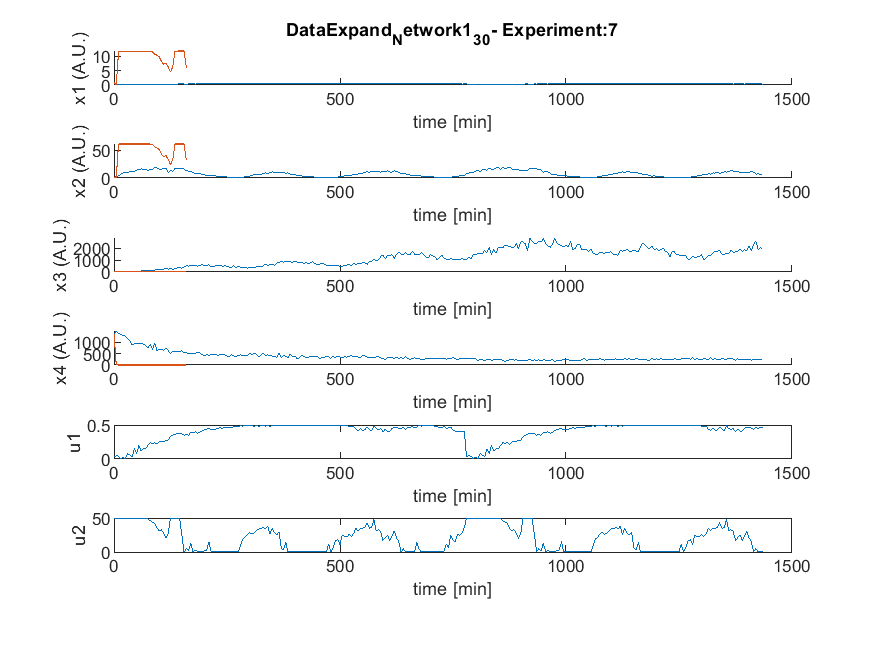 DataExpand_Network1_30- Experiment:7
x1 (A.U.)
10
5
0
0 500 1000 1500
time [min]
x2 (A.U.)
50
0
0 500 1000 1500
time [min]
x3 (A.U.)
2000
1000
0
0 500 1000 1500
time [min]
x4 (A.U.)
1000
500
0
0 500 1000 1500
time [min]
u1
0.5
0
0 500 1000 1500
time [min]
u2
50
0
0 500 1000 1500
time [min]